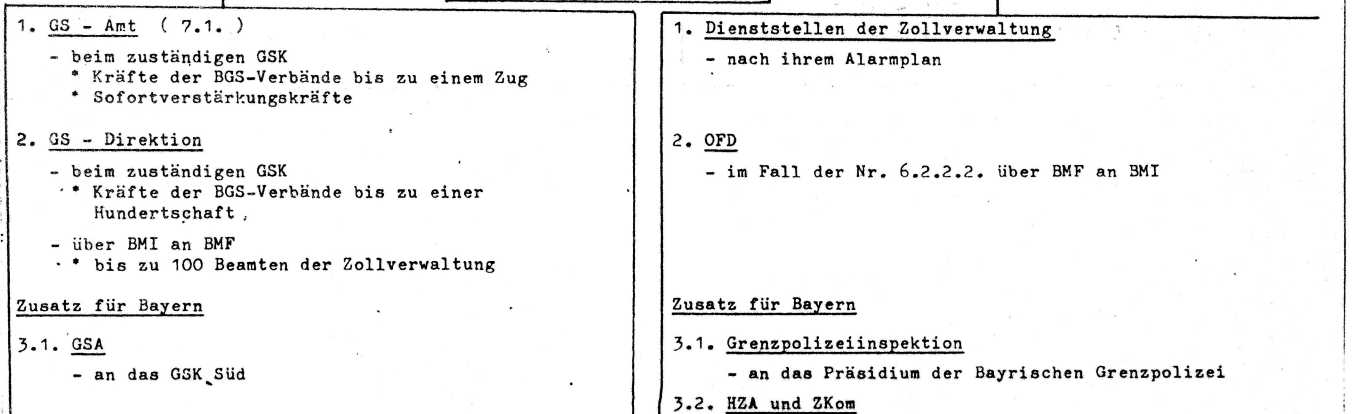 1. GS - Amt ( 7.1. )
- beim zuständigen GSK
* Kräfte der BGS-Verbände bis zu einem Zug
* Sofortverstärkungskräfte
2. GS - Direktion
- beim zuständigen GSK
* Kräfte der BGS-Verbände bis zu einer
Hundertschaft
- über BMI an BMF
* bis zu 100 Beamten der Zollverwaltung
Zusatz für Bayern
3.1. GSA
- an das GSK Süd
1. Dienststellen der Zollverwaltung
- nach ihrem Alarmplan
2. OFD
- im Fall der Nr. 6.2.2.2. über BMF an BMI
Zusatz für Bayern
3.1. Grenzpolizeiinspektion
- an das Präsidium der Bayrischen Grenzpolizei
3.2. HZA und ZKom